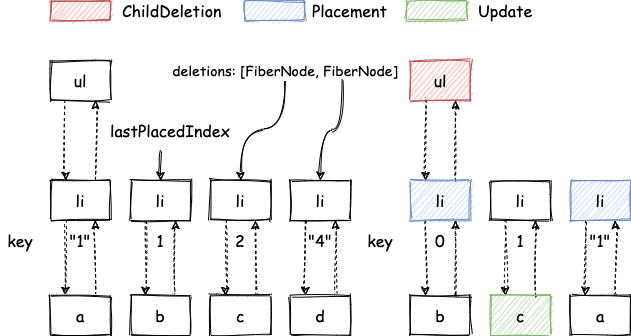 ChildDeletion Placement Update
ul deletions: [FiberNode, FiberNode] ul
lastPlacedIndex
li li li li li li li
key "1" 1 2 "4" key 0 1 "1"
a b c d b c a